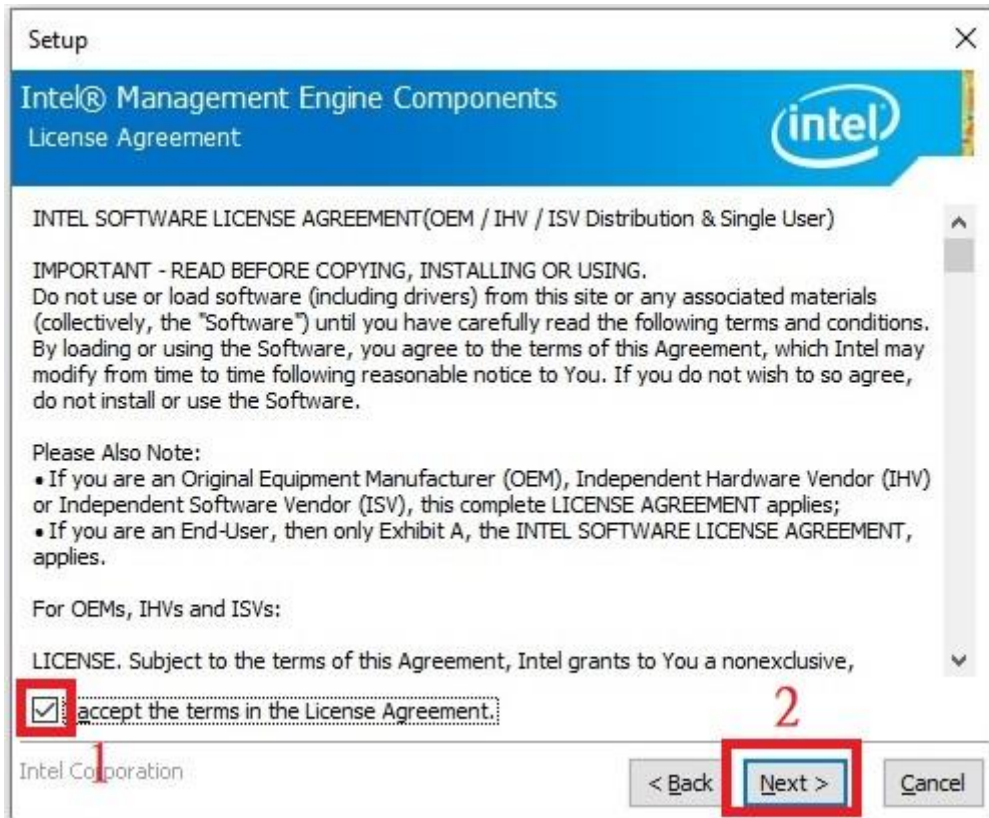 Setup
Intel® Management Engine Components
License Agreement
intel
INTEL SOFTWARE LICENSE AGREEMENT(OEM / IHV / ISV Distribution & Single User)
IMPORTANT - READ BEFORE COPYING, INSTALLING OR USING.
Do not use or load software (including drivers) from this site or any associated materials
(collectively, the "Software") until you have carefully read the following terms and conditions.
By loading or using the Software, you agree to the terms of this Agreement, which Intel may
modify from time to time following reasonable notice to You. If you do not wish to so agree,
do not install or use the Software.
Please Also Note:
• If you are an Original Equipment Manufacturer (OEM), Independent Hardware Vendor (IHV)
or Independent Software Vendor (ISV), this complete LICENSE AGREEMENT applies;
• If you are an End-User, then only Exhibit A, the INTEL SOFTWARE LICENSE AGREEMENT,
applies.
For OEMs, IHVs and ISVs:
LICENSE. Subject to the terms of this Agreement, Intel grants to You a nonexclusive,
accept the terms in the License Agreement.
1
2
Intel Corporation
< Back Next > Cancel